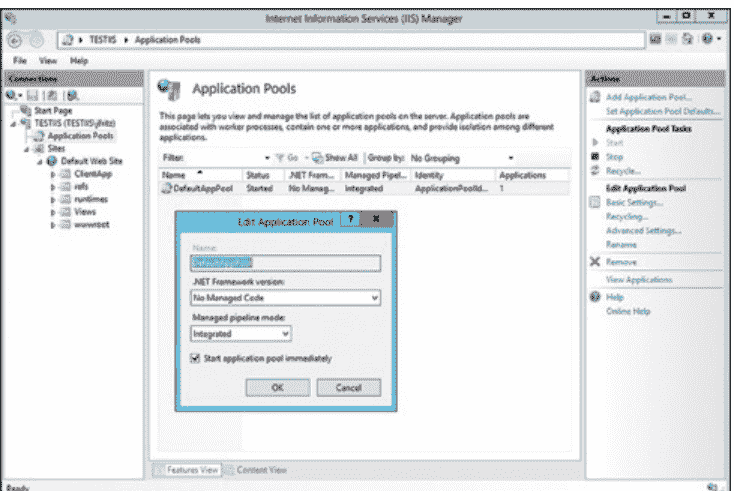 Internet Information Services (IIS) Manager
TESTIIS Application Pools
File View Help
Connections
Start Page
TESTIIS
Application Pools
Sites
Default Web Site
ClientApp
refs
runtimes
Views
wwwroot
Application Pools
This page lets you view and manage the list of application pools on the server. Application pools are
associated with worker processes, contain one or more applications, and provide isolation among different
applications.
Filter: Go Show All Group by: No Grouping
Name Status .NET Fram... Managed Pipel... Identity Applications
DefaultAppPool Started No Manag... Integrated ApplicationPoolId... 1
Edit Application Pool ? x
Name:
.NET Framework version:
No Managed Code
Managed pipeline mode:
Integrated
Start application pool immediately
OK Cancel
Features View Content View
Ready
Actions
Add Application Pool...
Set Application Pool Defaults...
Application Pool Tasks
Start
Stop
Recycle...
Edit Application Pool
Basic Settings...
Recycling...
Advanced Settings...
Rename
Remove
View Applications
Help
Online Help